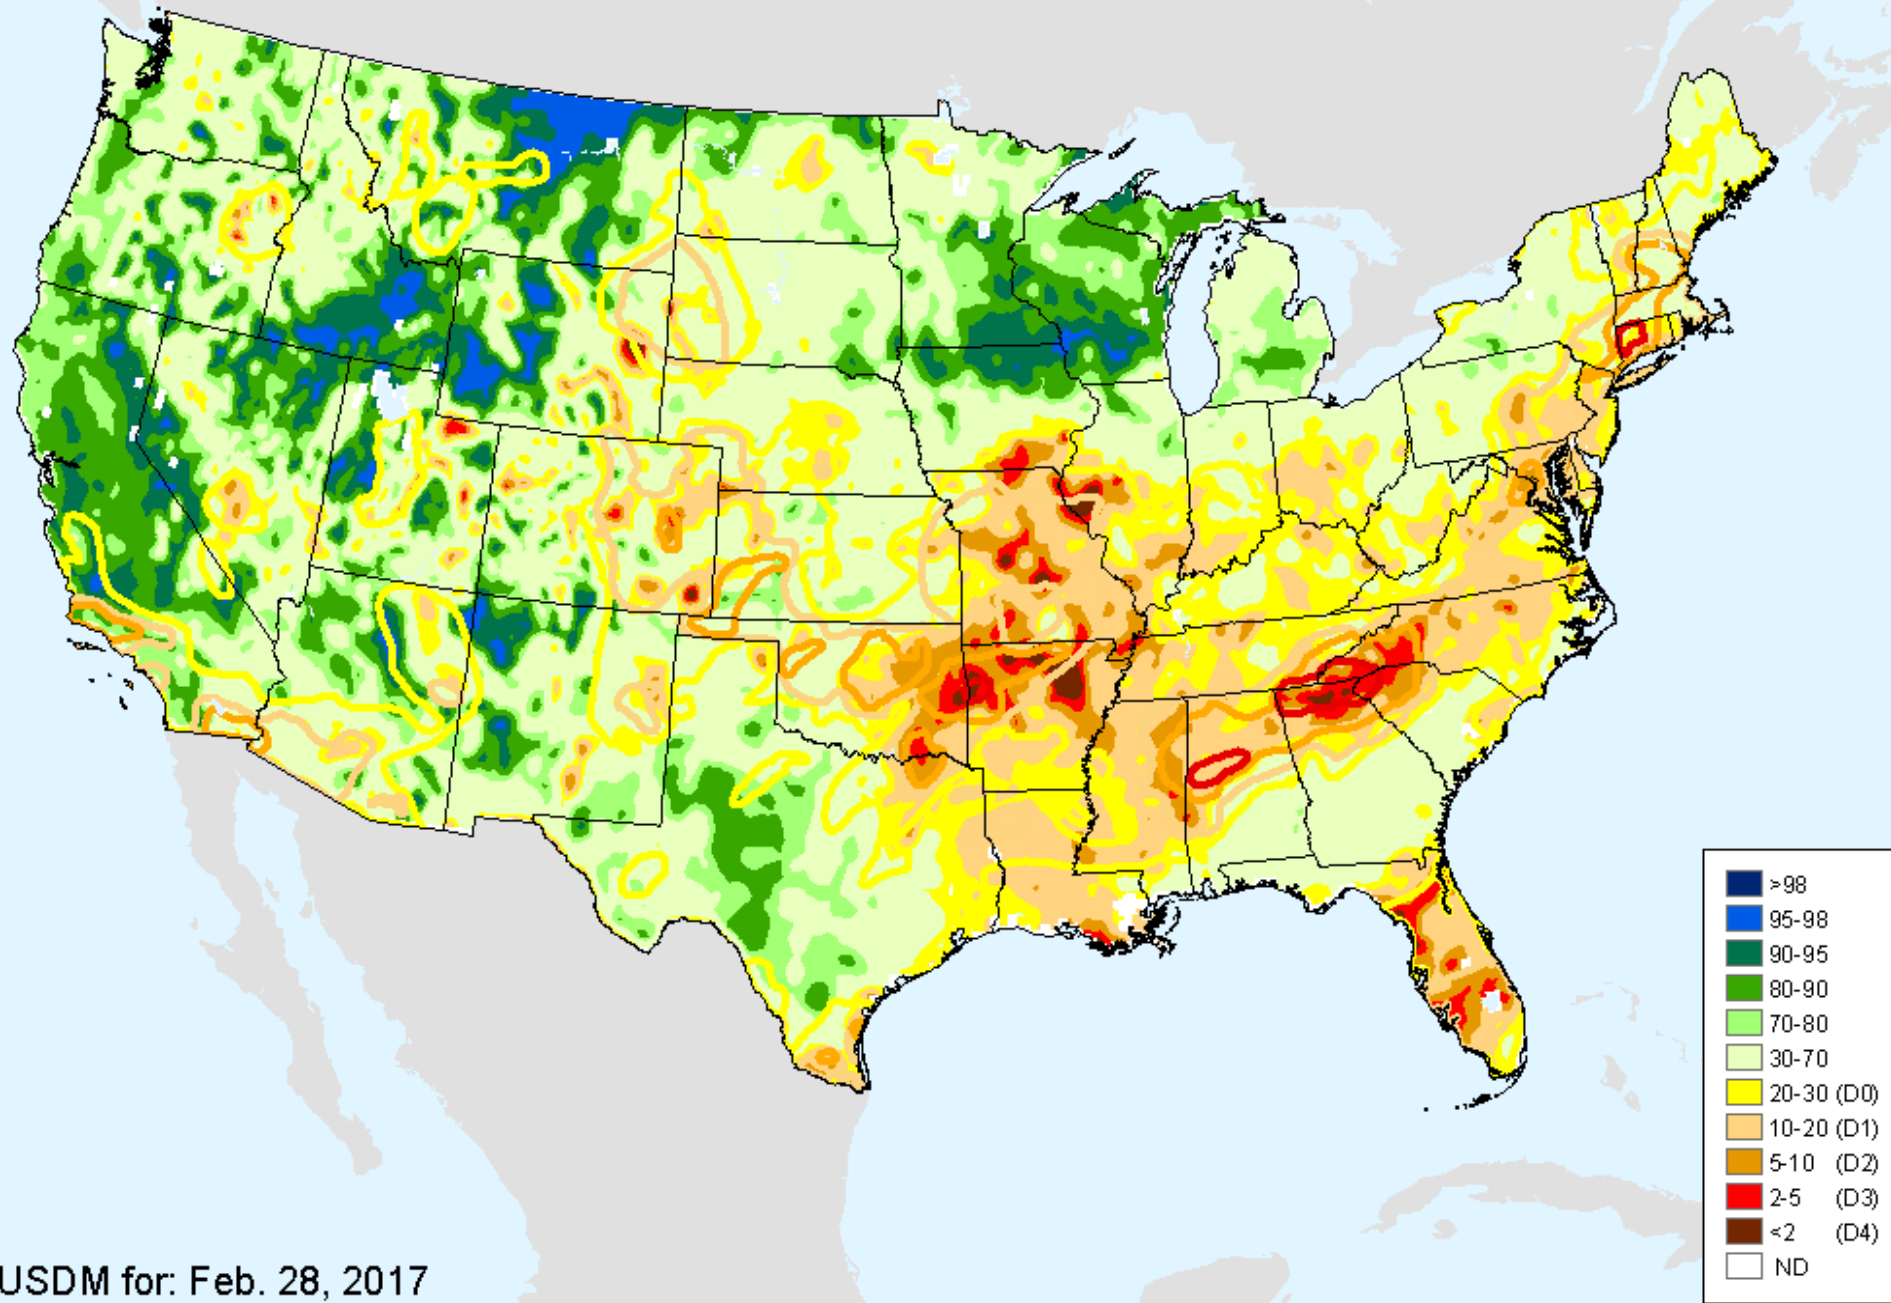 >98
95-98
90-95
80-90
70-80
30-70
20-30 (D0)
10-20 (D1)
5-10 (D2)
2-5 (D3)
<2 (D4)
ND
USDM for: Feb. 28, 2017